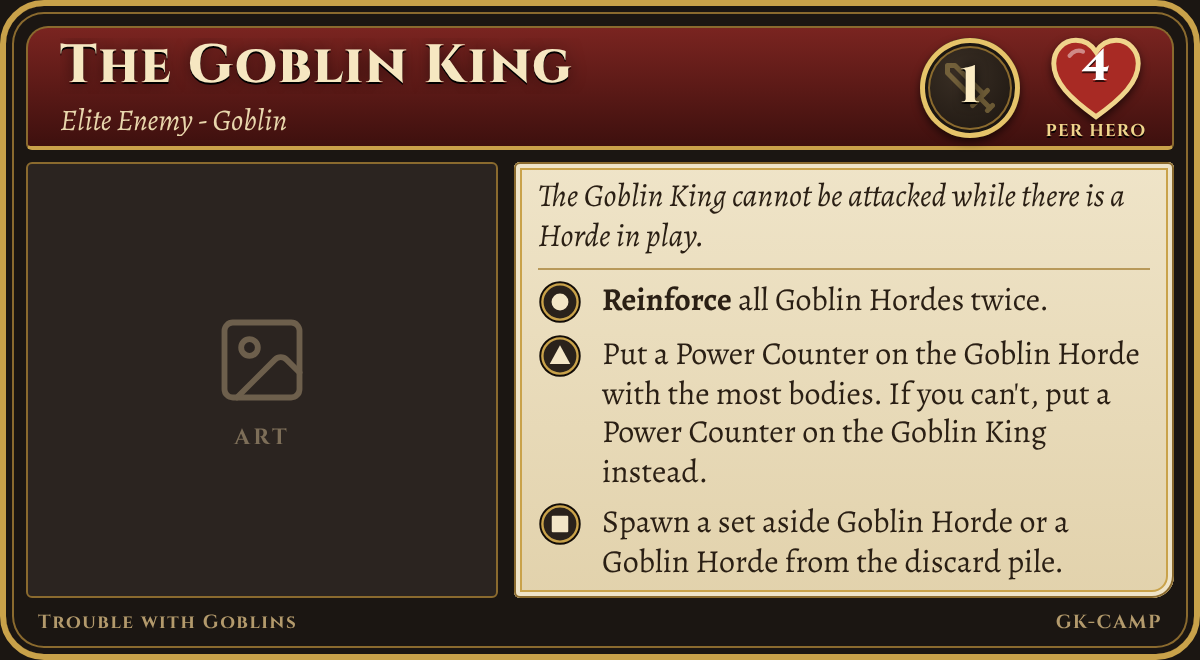 The Goblin King
Elite Enemy - Goblin
1
4
PER HERO
ART
The Goblin King cannot be attacked while there is a
Horde in play.
Reinforce all Goblin Hordes twice.
Put a Power Counter on the Goblin Horde
with the most bodies. If you can't, put a
Power Counter on the Goblin King
instead.
Spawn a set aside Goblin Horde or a
Goblin Horde from the discard pile.
Trouble with Goblins
GK-CAMP